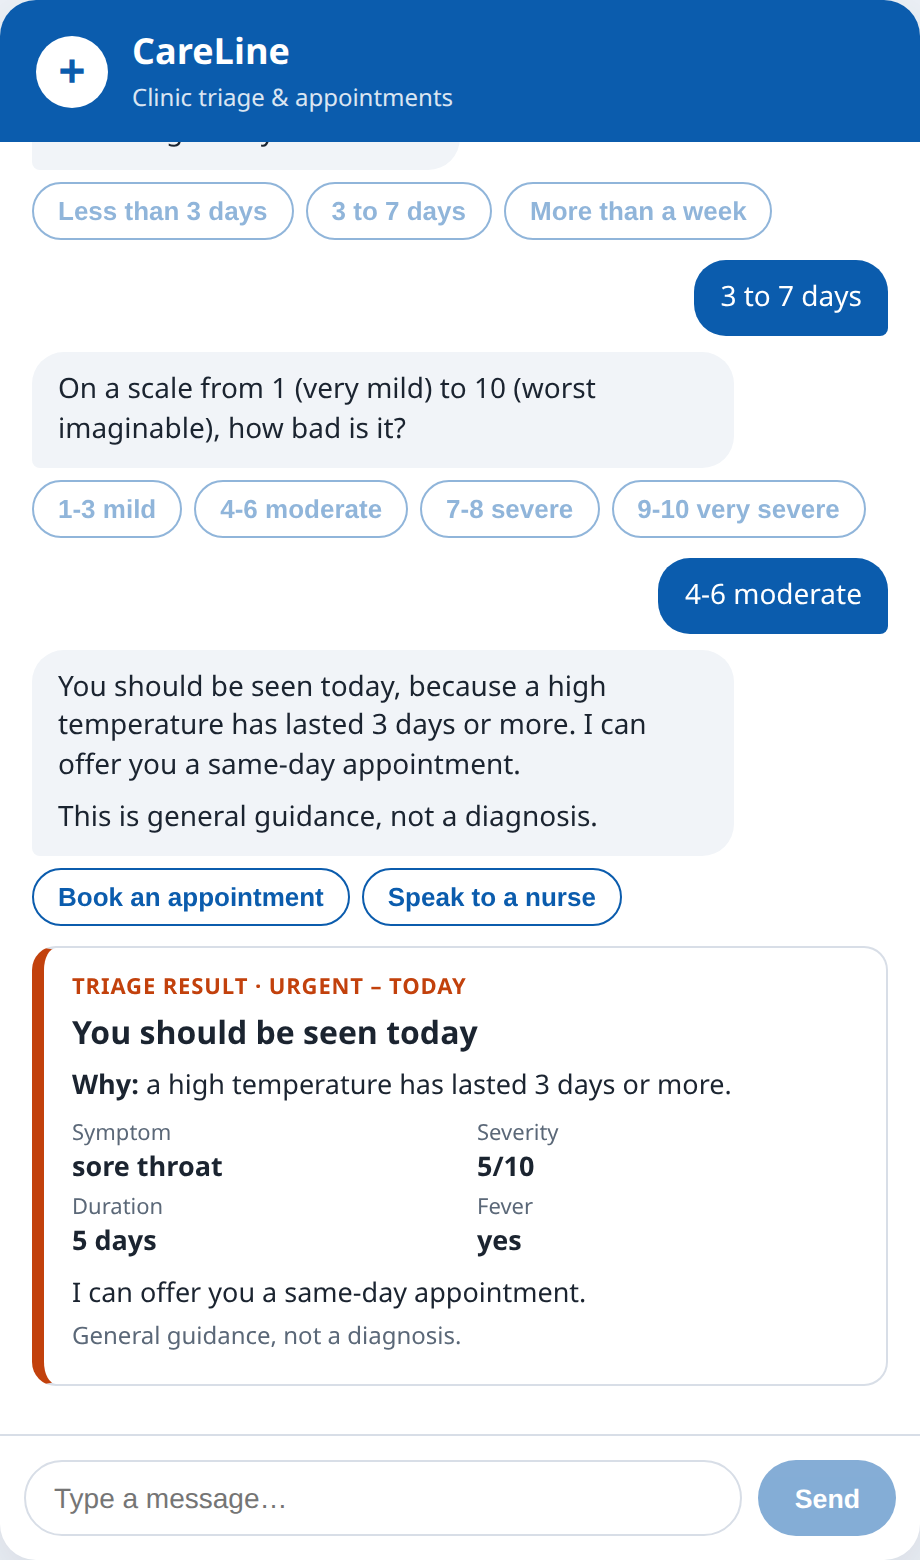 +
CareLine
Clinic triage & appointments
Less than 3 days
3 to 7 days
More than a week
3 to 7 days
On a scale from 1 (very mild) to 10 (worst
imaginable), how bad is it?
1-3 mild
4-6 moderate
7-8 severe
9-10 very severe
4-6 moderate
You should be seen today, because a high
temperature has lasted 3 days or more. I can
offer you a same-day appointment.
This is general guidance, not a diagnosis.
Book an appointment
Speak to a nurse
TRIAGE RESULT · URGENT – TODAY
You should be seen today
Why: a high temperature has lasted 3 days or more.
Symptom
sore throat
Severity
5/10
Duration
5 days
Fever
yes
I can offer you a same-day appointment.
General guidance, not a diagnosis.
Type a message…
Send